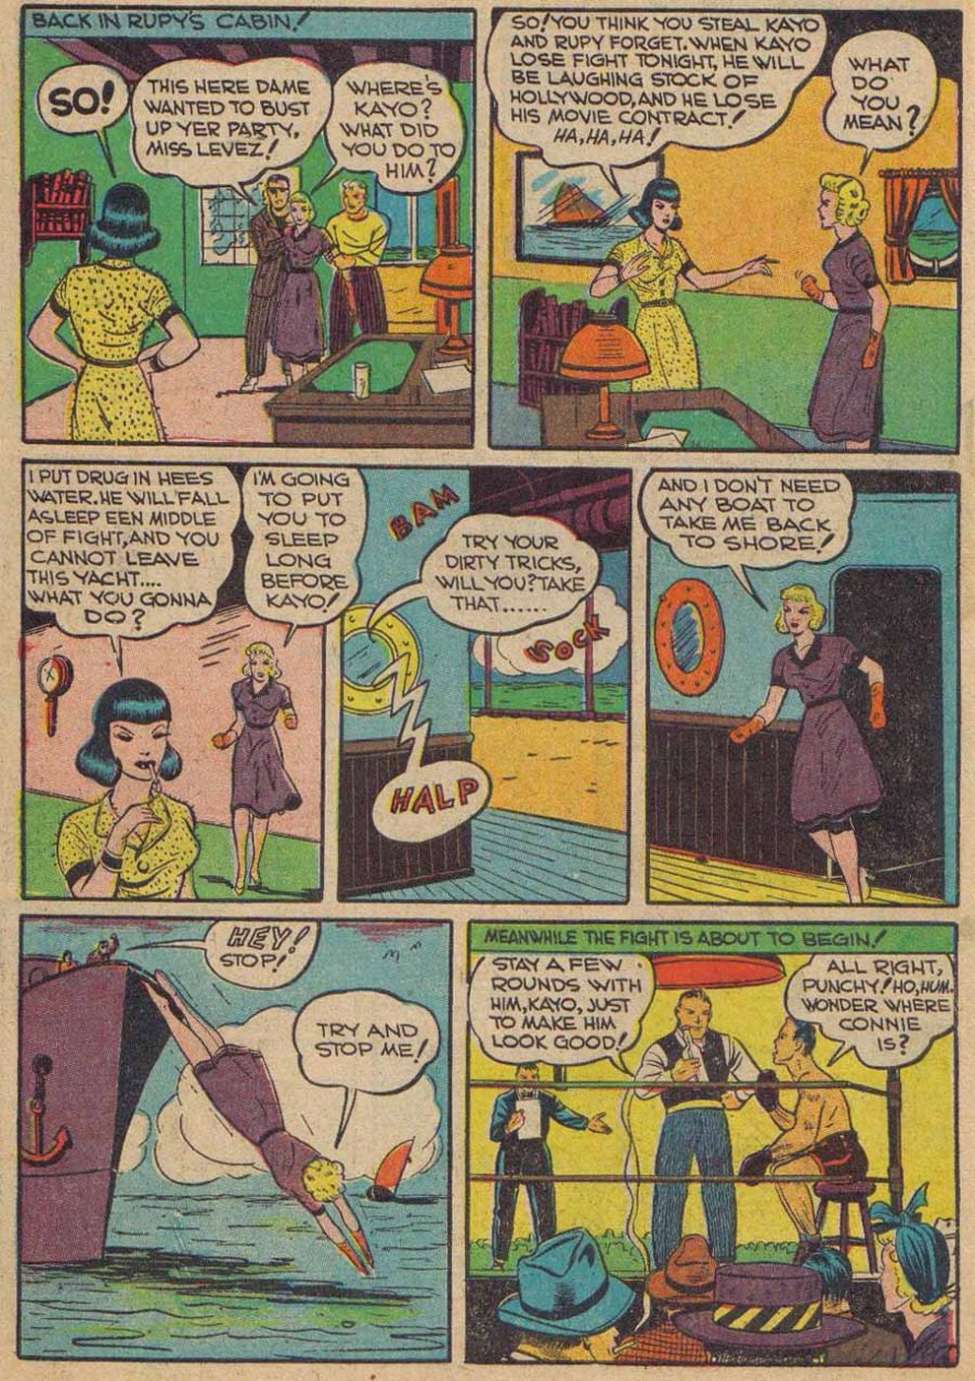 BACK IN RUPY'S CABIN!
SO!
THIS HERE DAME
WANTED TO BUST
UP YER PARTY,
MISS LEVEZ!
WHERE'S
KAYO?
WHAT DID
YOU DO TO
HIM?
SO! YOU THINK YOU STEAL KAYO
AND RUPY FORGET. WHEN KAYO
LOSE FIGHT TONIGHT, HE WILL
BE LAUGHING STOCK OF
HOLLYWOOD, AND HE LOSE
HIS MOVIE CONTRACT!
HA, HA, HA!
WHAT
DO
YOU
MEAN?
I PUT DRUG IN HEES
WATER. HE WILL FALL
ASLEEP EEN MIDDLE
OF FIGHT, AND YOU
CANNOT LEAVE
THIS YACHT....
WHAT YOU GONNA
DO?
I'M GOING
TO PUT
YOU TO
SLEEP
LONG
BEFORE
KAYO!
BAM
TRY YOUR
DIRTY TRICKS,
WILL YOU? TAKE
THAT......
SOCK
HALP
AND I DON'T NEED
ANY BOAT TO
TAKE ME BACK
TO SHORE!
HEY!
STOP!
TRY AND
STOP ME!
MEANWHILE THE FIGHT IS ABOUT TO BEGIN!
STAY A FEW
ROUNDS WITH
HIM, KAYO, JUST
TO MAKE HIM
LOOK GOOD!
ALL RIGHT,
PUNCHY! HO, HUM.
WONDER WHERE
CONNIE
IS?